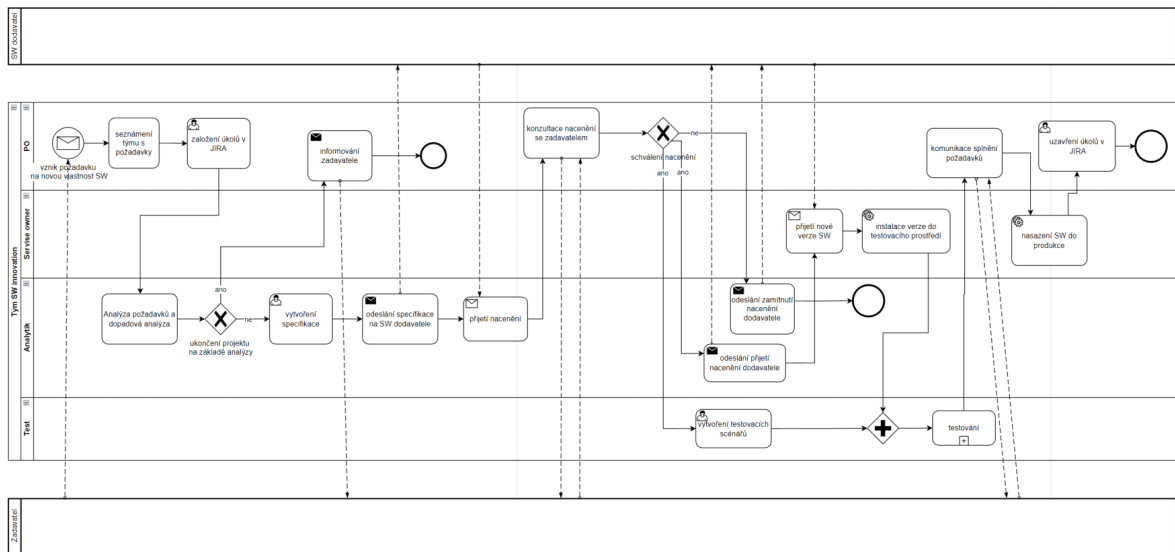 SW dodavatel
Tým SW innovation
PO
Servise owner
Analytik
Test
Zadavatel
vznik požadavku
na novou vlastnost SW
seznámení
týmu s
požadavky
založení úkolů v
JIRA
informování
zadavatele
konzultace nacenění
se zadavatelem
schválení nacenění
ne
ano
ano
komunikace splnění
požadavků
uzavření úkolů v
JIRA
přijetí nové
verze SW
instalace verze do
testovacího prostředí
nasazení SW do
produkce
Analýza požadavků a
dopadová analýza
ano
ne
ukončení projektu
na základě analýzy
vytvoření
specifikace
odeslání specifikace
na SW dodavatele
přijetí nacenění
odeslání zamítnutí
nacenění
dodavatele
odeslání přijetí
nacenění dodavatele
vytvoření testovacích
scénářů
testování